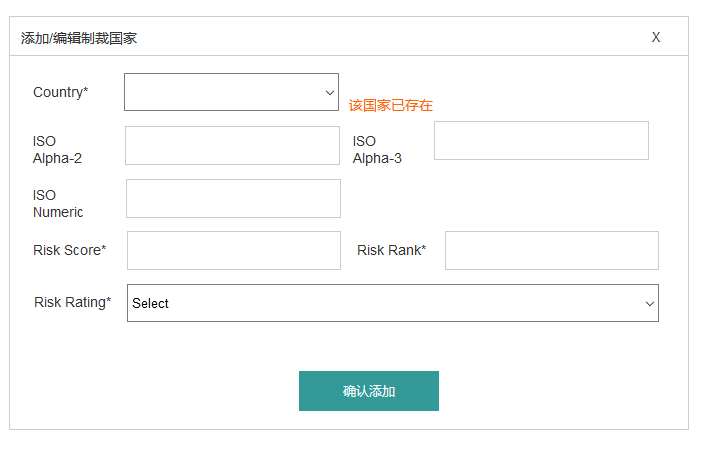 添加/编辑制裁国家 X
Country*
该国家已存在
ISO
Alpha-2
ISO
Alpha-3
ISO
Numeric
Risk Score*
Risk Rank*
Risk Rating*
Select
确认添加